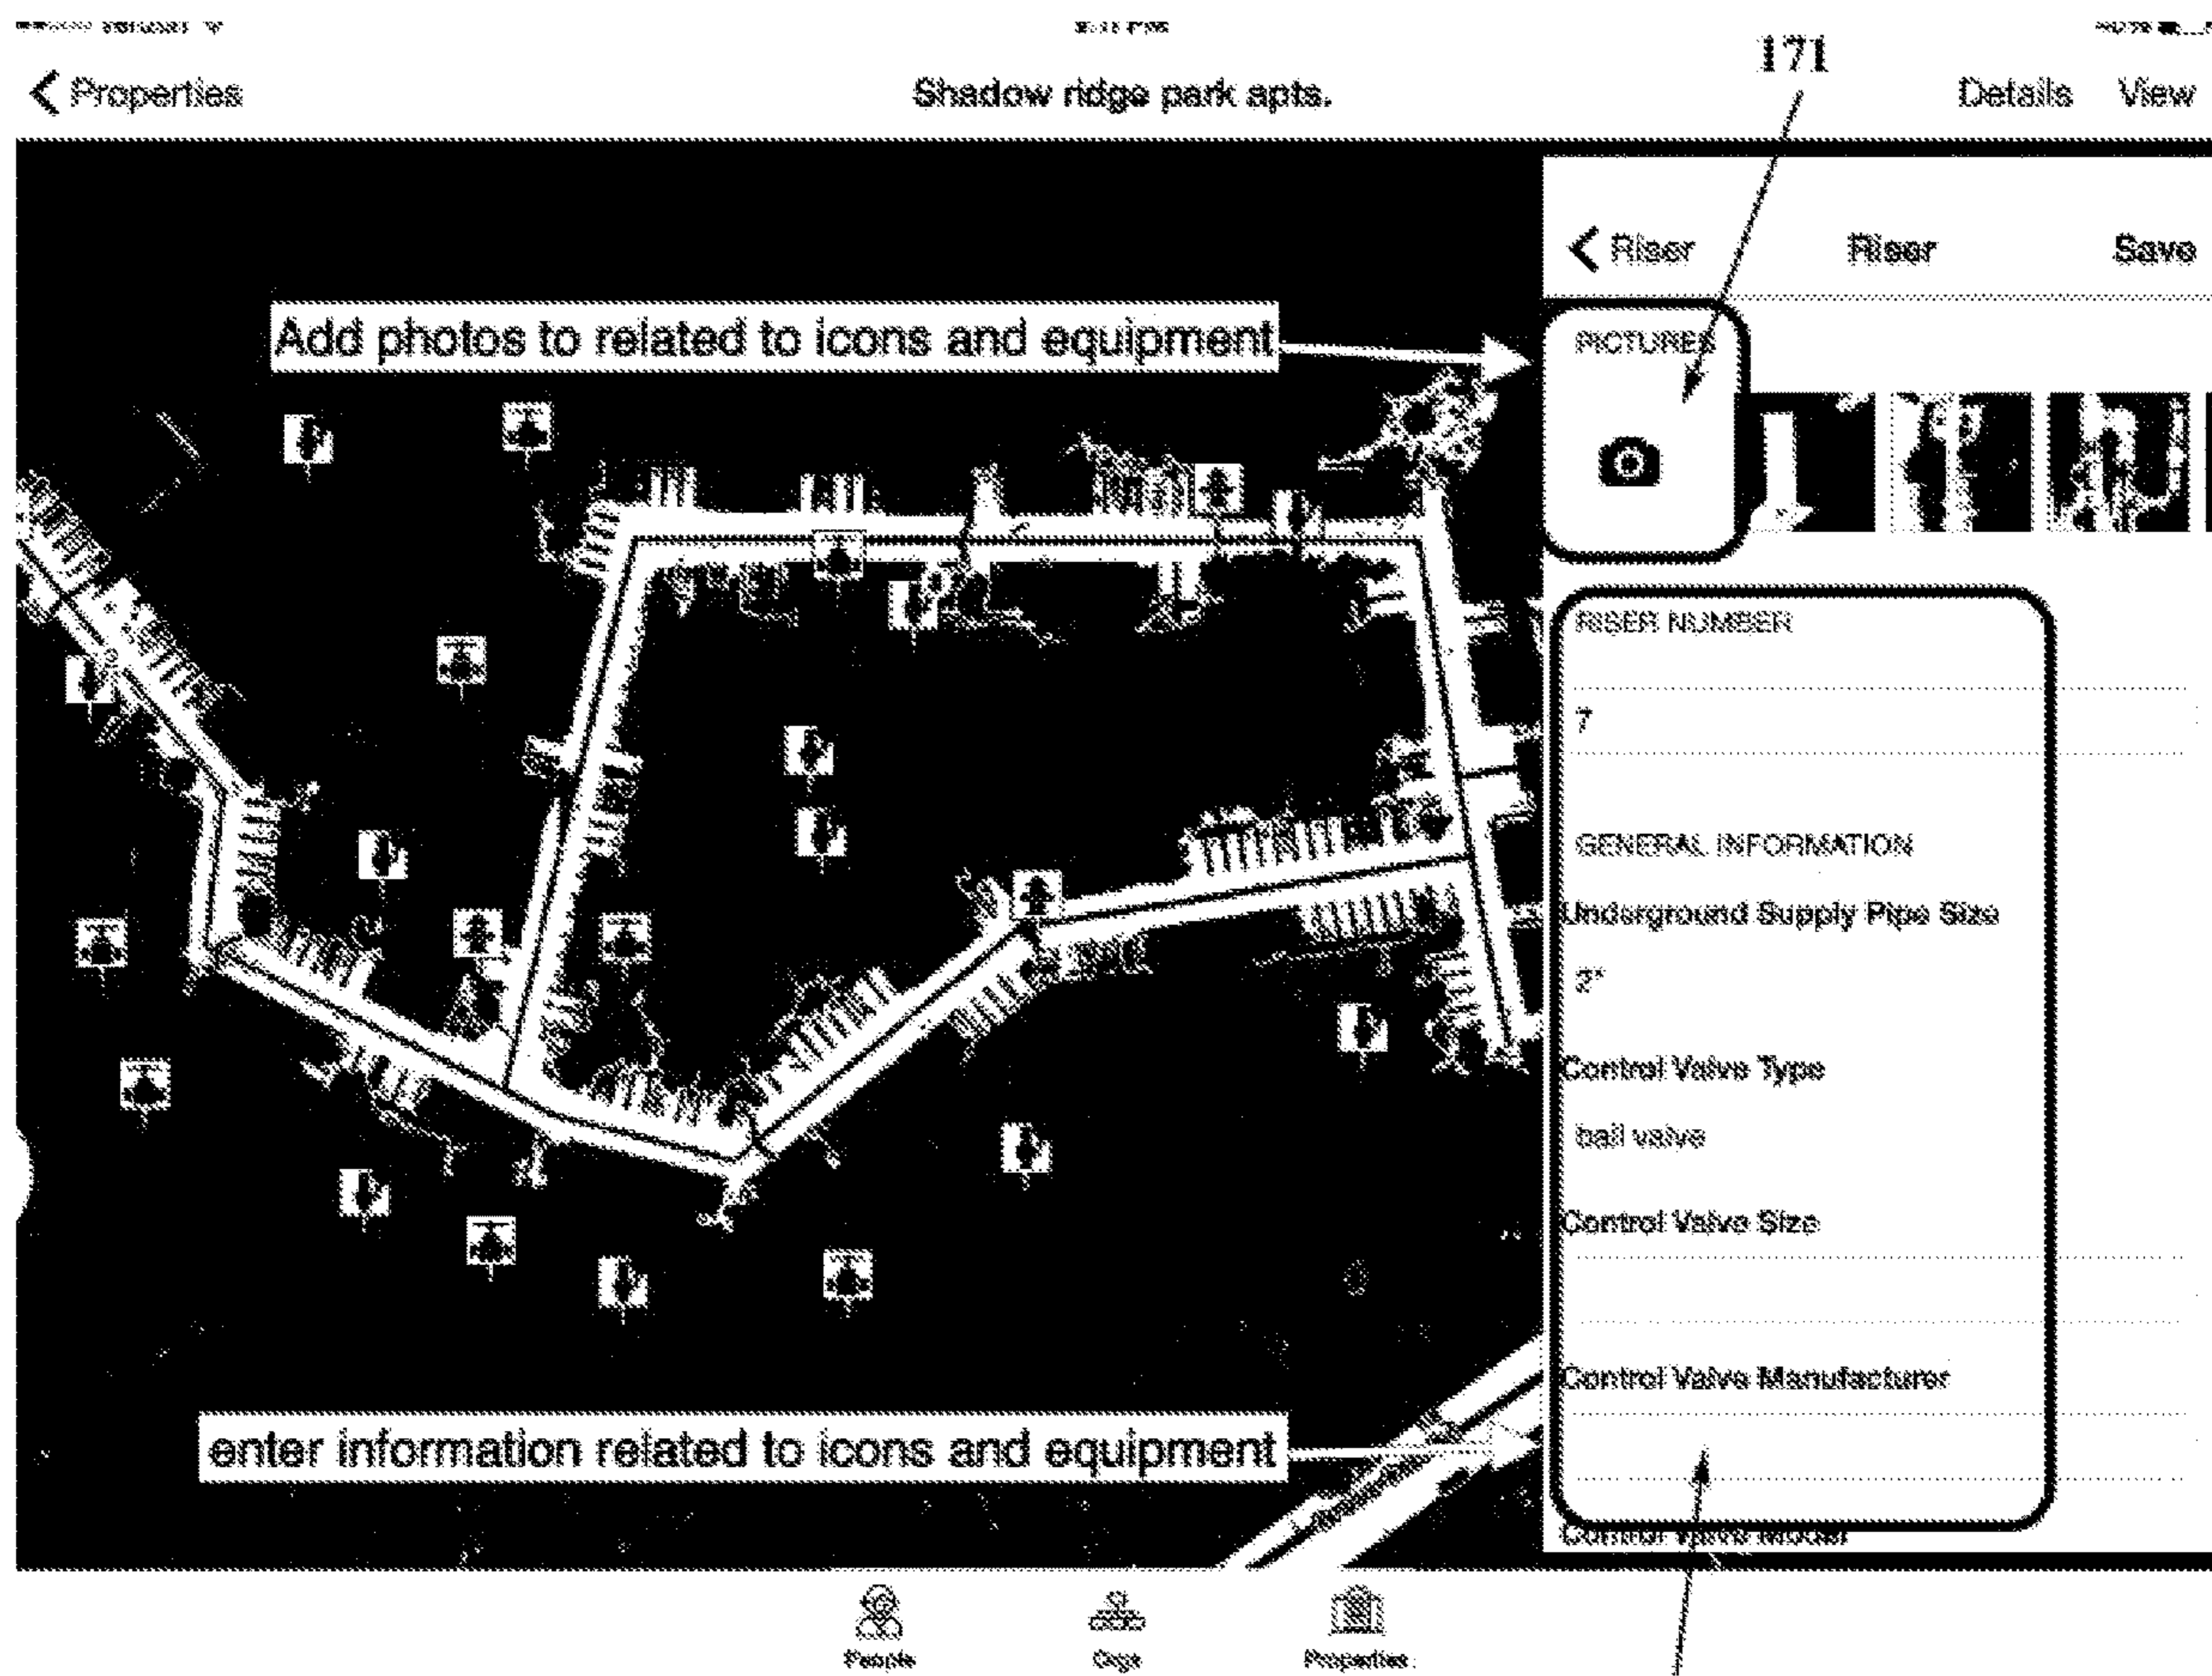 171
Properties
Shadow ridge park apts.
Details View
Riser Riser Save
Add photos to related to icons and equipment
PICTURES
RISER NUMBER
7
GENERAL INFORMATION
Underground Supply Pipe Size
2"
Control Valve Type
ball valve
Control Valve Size
Control Valve Manufacturer
enter information related to icons and equipment
Control Valve Model
People Orgs Properties